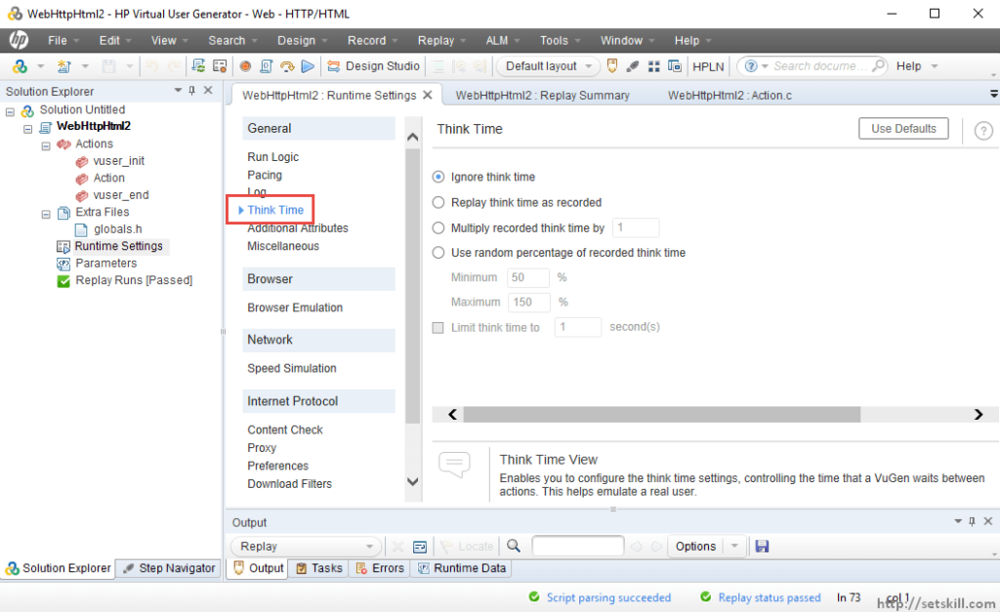 WebHttpHtml2 - HP Virtual User Generator - Web - HTTP/HTML
hp File Edit View Search Design Record Replay ALM Tools Window Help
Design Studio Default layout HPLN Search docume... Help
Solution Explorer
Solution Untitled
WebHttpHtml2
Actions
vuser_init
Action
vuser_end
Extra Files
globals.h
Runtime Settings
Parameters
Replay Runs [Passed]
WebHttpHtml2 : Runtime Settings WebHttpHtml2 : Replay Summary WebHttpHtml2 : Action.c
General
Run Logic
Pacing
Log
Think Time
Additional Attributes
Miscellaneous
Browser
Browser Emulation
Network
Speed Simulation
Internet Protocol
Content Check
Proxy
Preferences
Download Filters
Think Time Use Defaults ?
Ignore think time
Replay think time as recorded
Multiply recorded think time by 1
Use random percentage of recorded think time
Minimum 50 %
Maximum 150 %
Limit think time to 1 second(s)
Think Time View
Enables you to configure the think time settings, controlling the time that a VuGen waits between
actions. This helps emulate a real user.
Output
Replay Locate Options
Solution Explorer Step Navigator Output Tasks Errors Runtime Data
Script parsing succeeded Replay status passed ln 73 col 1
http://setskill.com